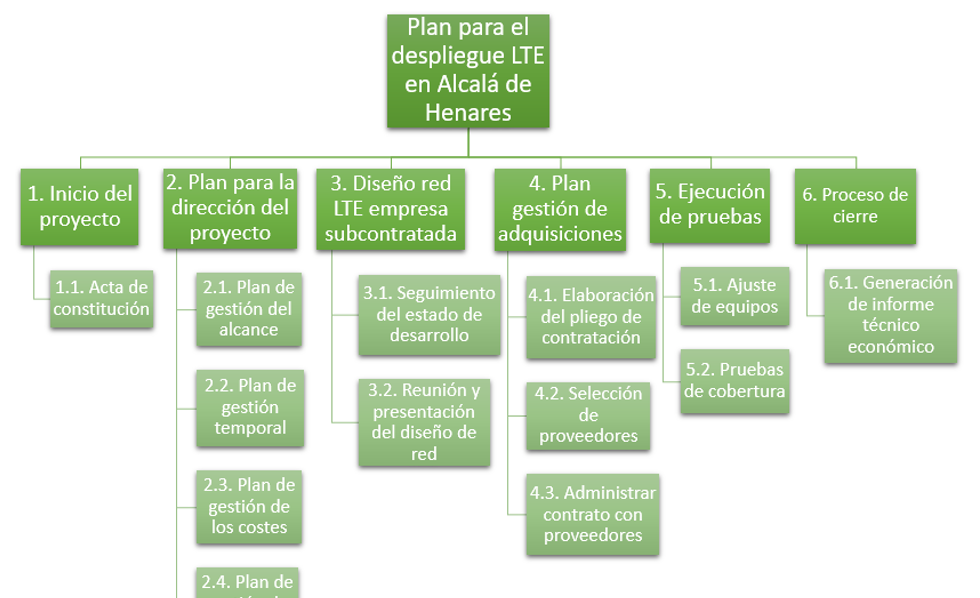 Plan para el
despliegue LTE
en Alcalá de
Henares
1. Inicio del
proyecto
1.1. Acta de
constitución
2. Plan para la
dirección del
proyecto
2.1. Plan de
gestión del
alcance
2.2. Plan de
gestión
temporal
2.3. Plan de
gestión de
los costes
2.4. Plan de
3. Diseño red
LTE empresa
subcontratada
3.1. Seguimiento
del estado de
desarrollo
3.2. Reunión y
presentación
del diseño de
red
4. Plan
gestión de
adquisiciones
4.1. Elaboración
del pliego de
contratación
4.2. Selección
de
proveedores
4.3. Administrar
contrato con
proveedores
5. Ejecución
de pruebas
5.1. Ajuste
de equipos
5.2. Pruebas
de cobertura
6. Proceso de
cierre
6.1. Generación
de informe
técnico
económico